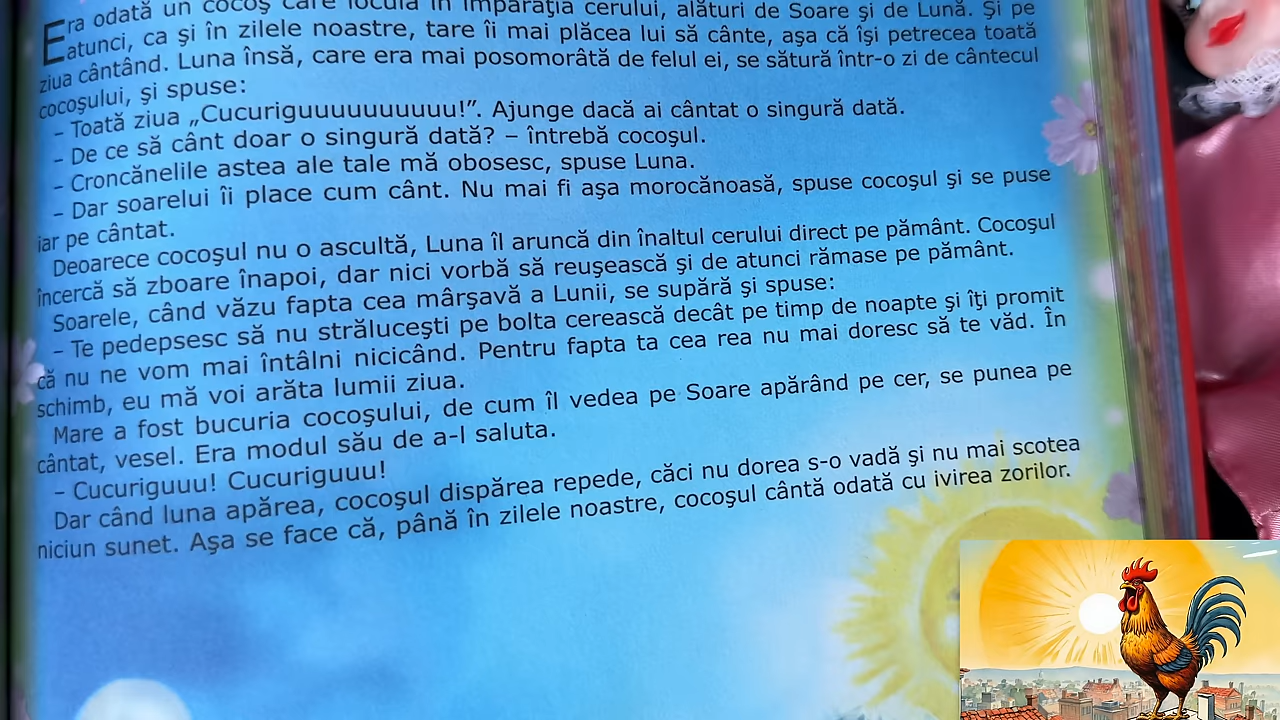 Era odată un cocoş care locuia în împărăţia cerului, alături de Soare şi de Lună. Şi pe
atunci, ca şi în zilele noastre, tare îi mai plăcea lui să cânte, aşa că îşi petrecea toată
ziua cântând. Luna însă, care era mai posomorâtă de felul ei, se sătură într-o zi de cântecul
cocoşului, şi spuse:
– Toată ziua „Cucuriguuuuuuuuuu!”. Ajunge dacă ai cântat o singură dată.
– De ce să cânt doar o singură dată? – întrebă cocoşul.
– Croncănelile astea ale tale mă obosesc, spuse Luna.
– Dar soarelui îi place cum cânt. Nu mai fi aşa morocănoasă, spuse cocoşul şi se puse
iar pe cântat.
Deoarece cocoşul nu o ascultă, Luna îl aruncă din înaltul cerului direct pe pământ. Cocoşul
încercă să zboare înapoi, dar nici vorbă să reuşească şi de atunci rămase pe pământ.
Soarele, când văzu fapta cea mârşavă a Lunii, se supără şi spuse:
– Te pedepsesc să nu străluceşti pe bolta cerească decât pe timp de noapte şi îţi promit
că nu ne vom mai întâlni nicicând. Pentru fapta ta cea rea nu mai doresc să te văd. În
schimb, eu mă voi arăta lumii ziua.
Mare a fost bucuria cocoşului, de cum îl vedea pe Soare apărând pe cer, se punea pe
cântat, vesel. Era modul său de a-l saluta.
– Cucuriguuu! Cucuriguuu!
Dar când luna apărea, cocoşul dispărea repede, căci nu dorea s-o vadă şi nu mai scotea
niciun sunet. Aşa se face că, până în zilele noastre, cocoşul cântă odată cu ivirea zorilor.